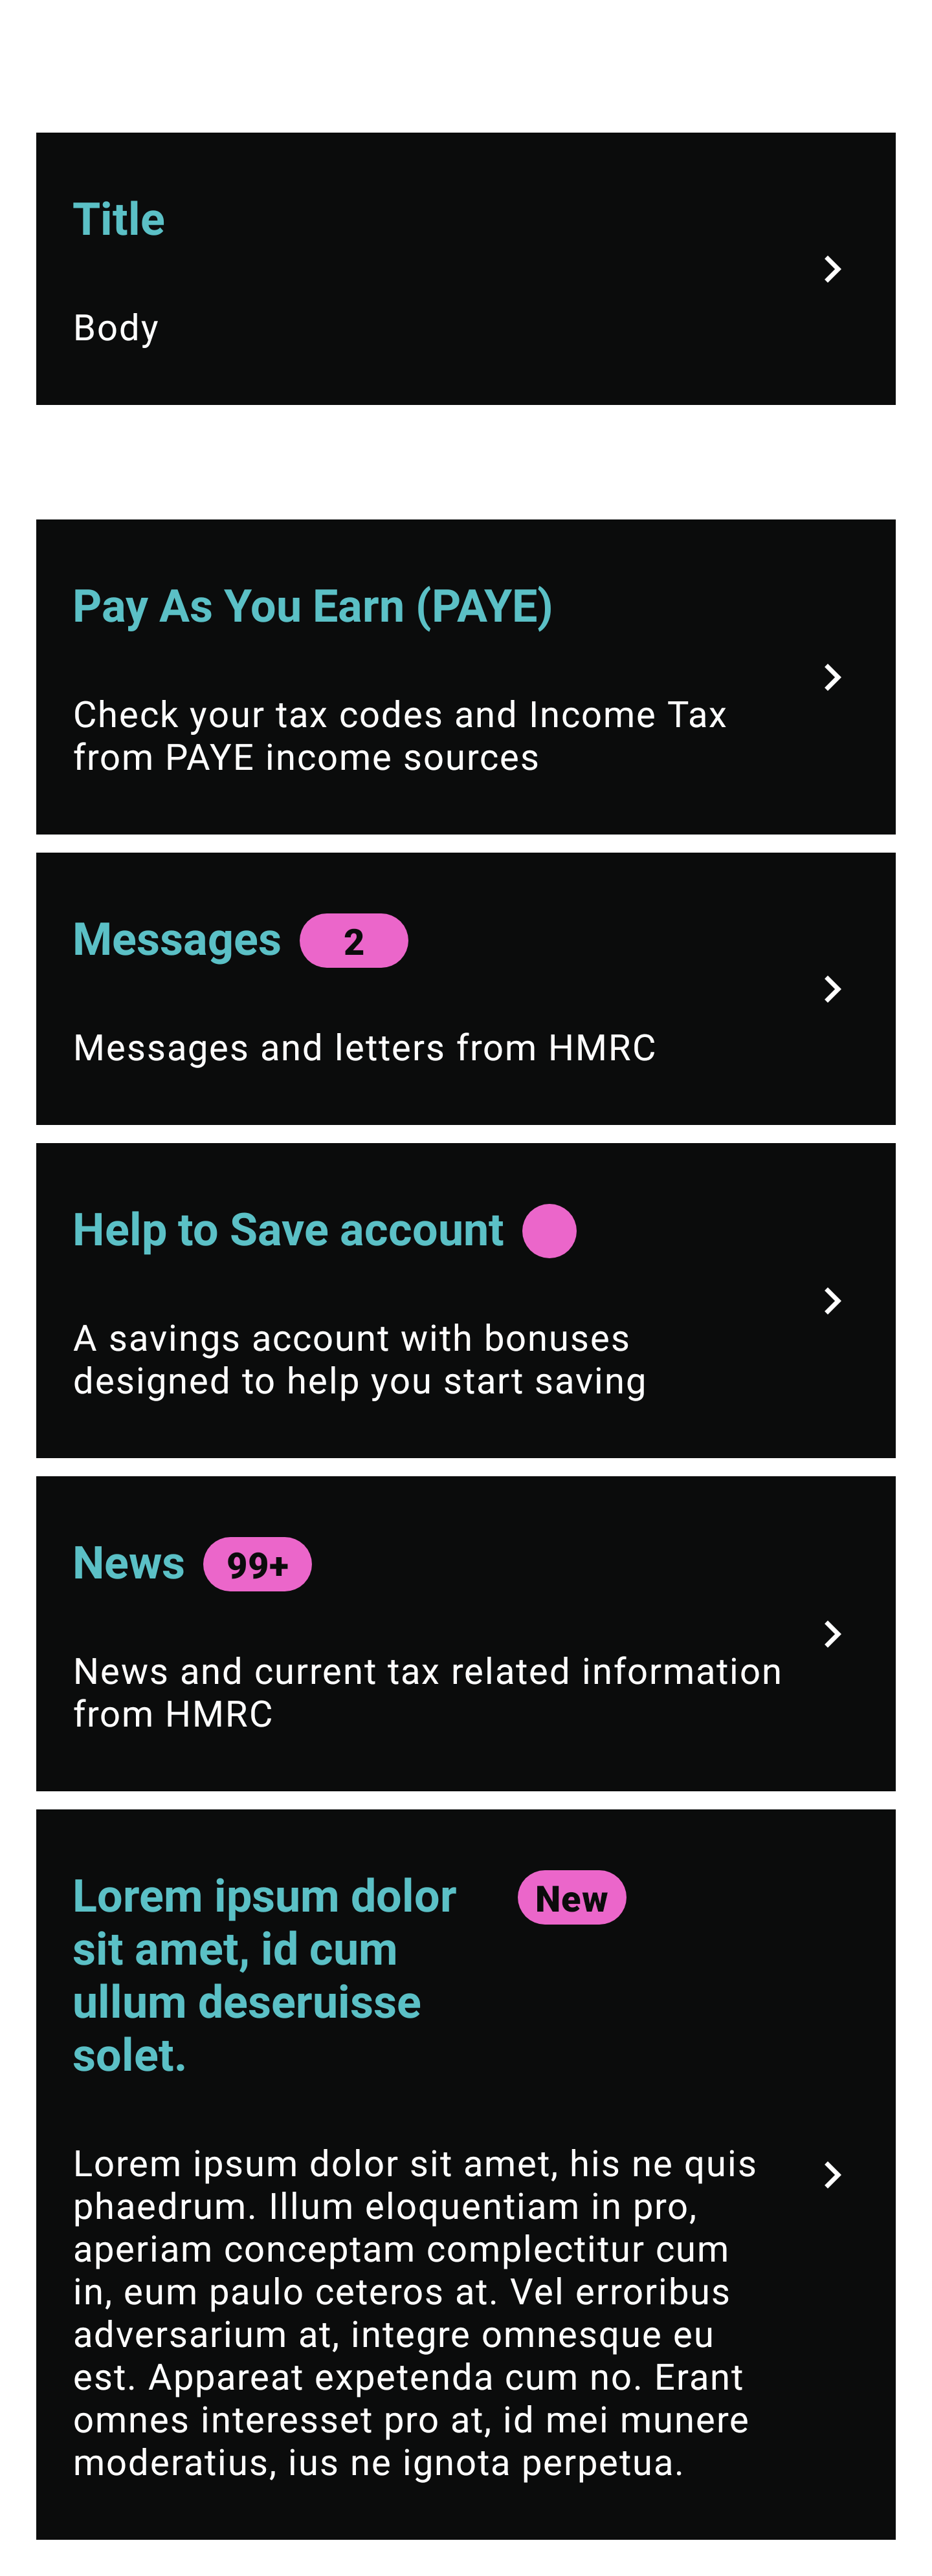 Title
Body
Pay As You Earn (PAYE)
Check your tax codes and Income Tax
from PAYE income sources
Messages 2
Messages and letters from HMRC
Help to Save account
A savings account with bonuses
designed to help you start saving
News 99+
News and current tax related information
from HMRC
Lorem ipsum dolor New
sit amet, id cum
ullum deseruisse
solet.
Lorem ipsum dolor sit amet, his ne quis
phaedrum. Illum eloquentiam in pro,
aperiam conceptam complectitur cum
in, eum paulo ceteros at. Vel erroribus
adversarium at, integre omnesque eu
est. Appareat expetenda cum no. Erant
omnes interesset pro at, id mei munere
moderatius, ius ne ignota perpetua.